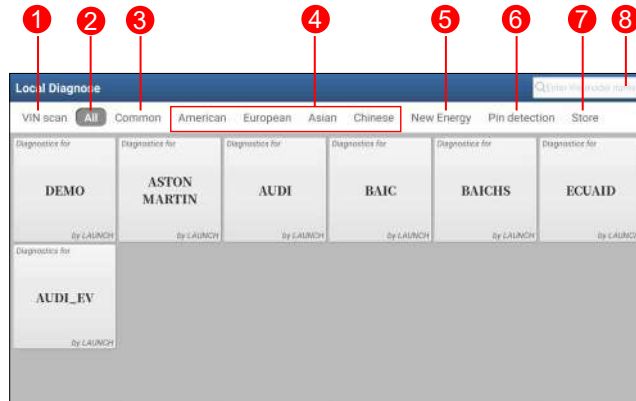 1 2 3 4 5 6 7 8
Local Diagnose
VIN scan All Common American European Asian Chinese New Energy Pin detection Store
Diagnostics for Diagnostics for Diagnostics for Diagnostics for Diagnostics for Diagnostics for
DEMO ASTON MARTIN AUDI BAIC BAICHS ECUAID
by LAUNCH by LAUNCH by LAUNCH by LAUNCH by LAUNCH by LAUNCH
Diagnostics for
AUDI_EV
by LAUNCH